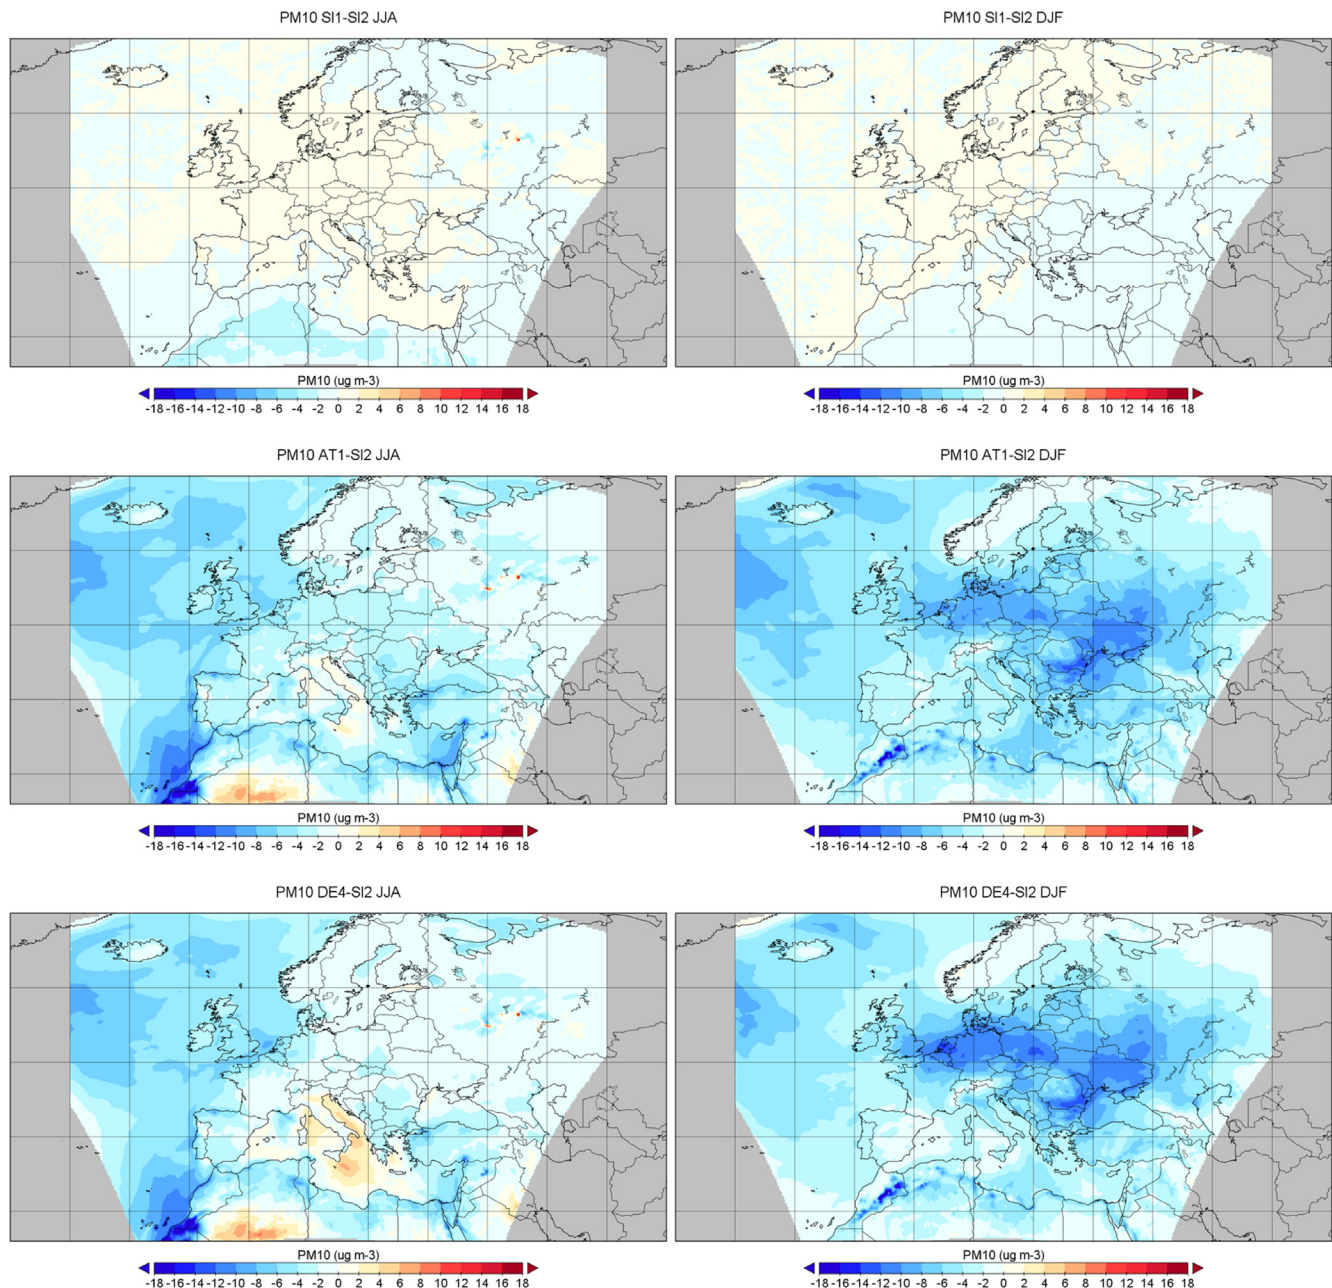 PM10 SI1-SI2 JJA
PM10 SI1-SI2 DJF
PM10 (ug m-3)
-18 -16 -14 -12 -10 -8 -6 -4 -2 0 2 4 6 8 10 12 14 16 18
PM10 (ug m-3)
-18 -16 -14 -12 -10 -8 -6 -4 -2 0 2 4 6 8 10 12 14 16 18
PM10 AT1-SI2 JJA
PM10 AT1-SI2 DJF
PM10 (ug m-3)
-18 -16 -14 -12 -10 -8 -6 -4 -2 0 2 4 6 8 10 12 14 16 18
PM10 (ug m-3)
-18 -16 -14 -12 -10 -8 -6 -4 -2 0 2 4 6 8 10 12 14 16 18
PM10 DE4-SI2 JJA
PM10 DE4-SI2 DJF
PM10 (ug m-3)
-18 -16 -14 -12 -10 -8 -6 -4 -2 0 2 4 6 8 10 12 14 16 18
PM10 (ug m-3)
-18 -16 -14 -12 -10 -8 -6 -4 -2 0 2 4 6 8 10 12 14 16 18